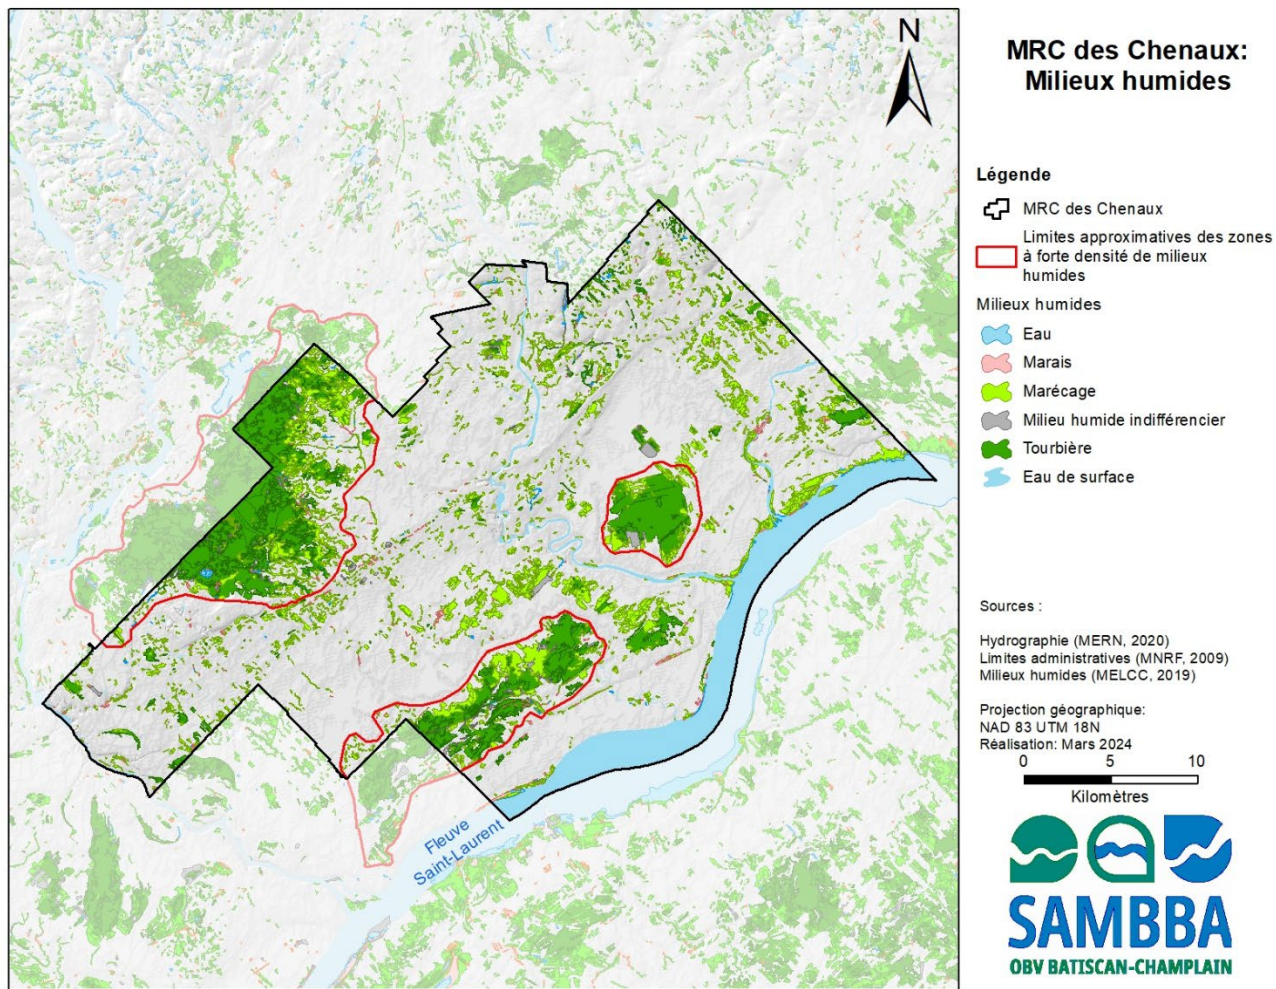 N
Fleuve
Saint-Laurent
MRC des Chenaux:
Milieux humides
Légende
MRC des Chenaux
Limites approximatives des zones
à forte densité de milieux
humides
Milieux humides
Eau
Marais
Marécage
Milieu humide indifférencier
Tourbière
Eau de surface
Sources :
Hydrographie (MERN, 2020)
Limites administratives (MNRF, 2009)
Milieux humides (MELCC, 2019)
Projection géographique:
NAD 83 UTM 18N
Réalisation: Mars 2024
0 5 10
Kilomètres
SAMBBA
OBV BATISCAN-CHAMPLAIN